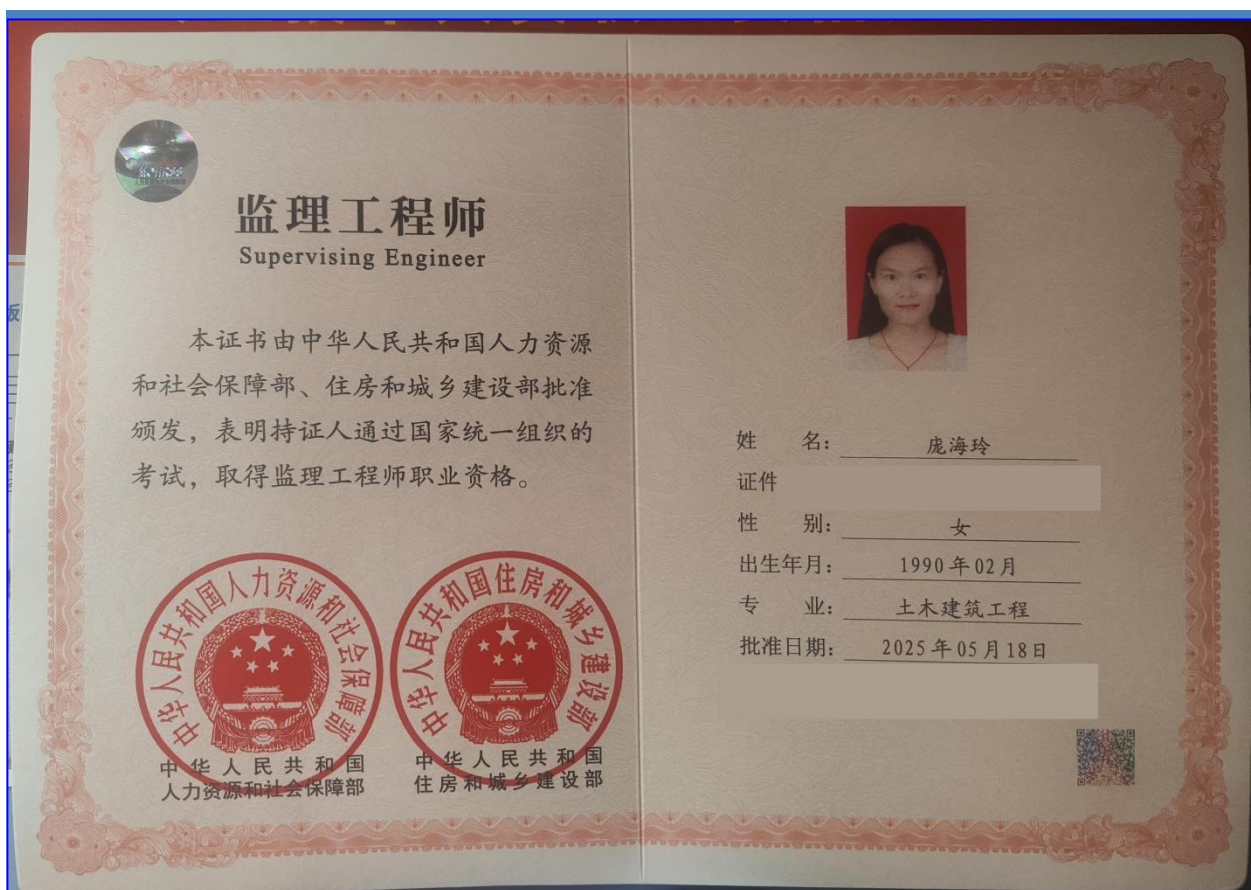 监理工程师
Supervising Engineer
本证书由中华人民共和国人力资源
和社会保障部、住房和城乡建设部批准
颁发，表明持证人通过国家统一组织的
考试，取得监理工程师职业资格。
中华人民共和国人力资源和社会保障部
中华人民共和国
人力资源和社会保障部
中华人民共和国住房和城乡建设部
中华人民共和国
住房和城乡建设部
姓 名：庞海玲
证件
性 别：女
出生年月：1990年02月
专 业：土木建筑工程
批准日期：2025年05月18日